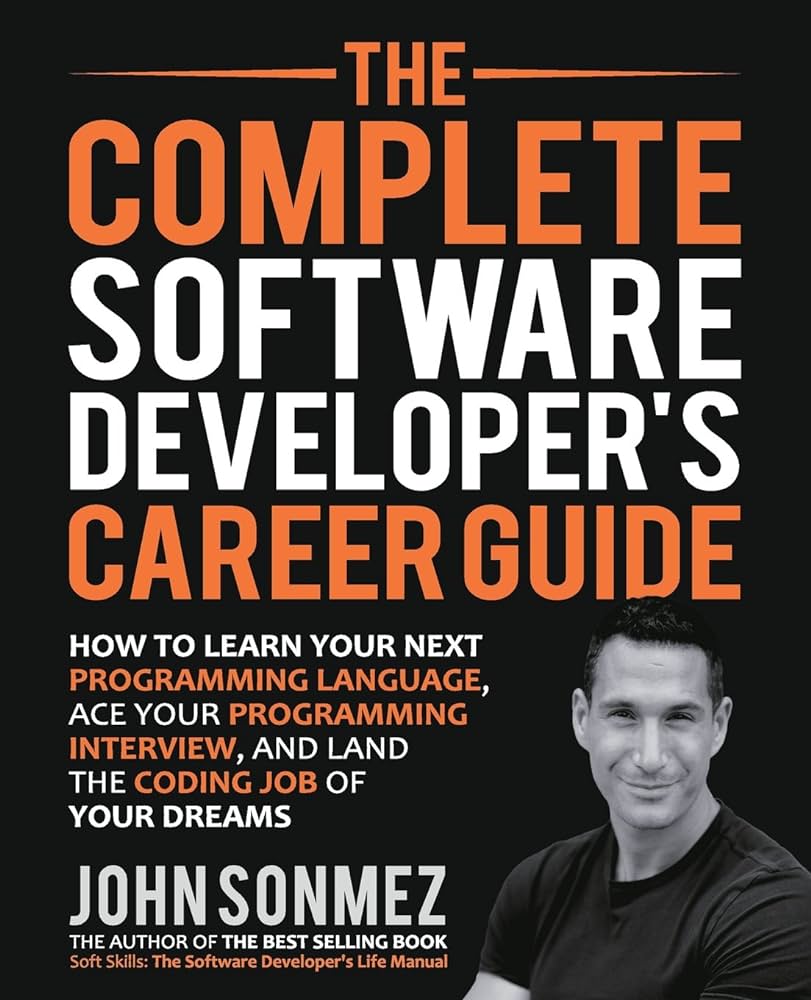 THE
COMPLETE
SOFTWARE
DEVELOPER'S
CAREER GUIDE
HOW TO LEARN YOUR NEXT
PROGRAMMING LANGUAGE,
ACE YOUR PROGRAMMING
INTERVIEW, AND LAND
THE CODING JOB OF
YOUR DREAMS
JOHN SONMEZ
THE AUTHOR OF THE BEST SELLING BOOK
Soft Skills: The Software Developer's Life Manual